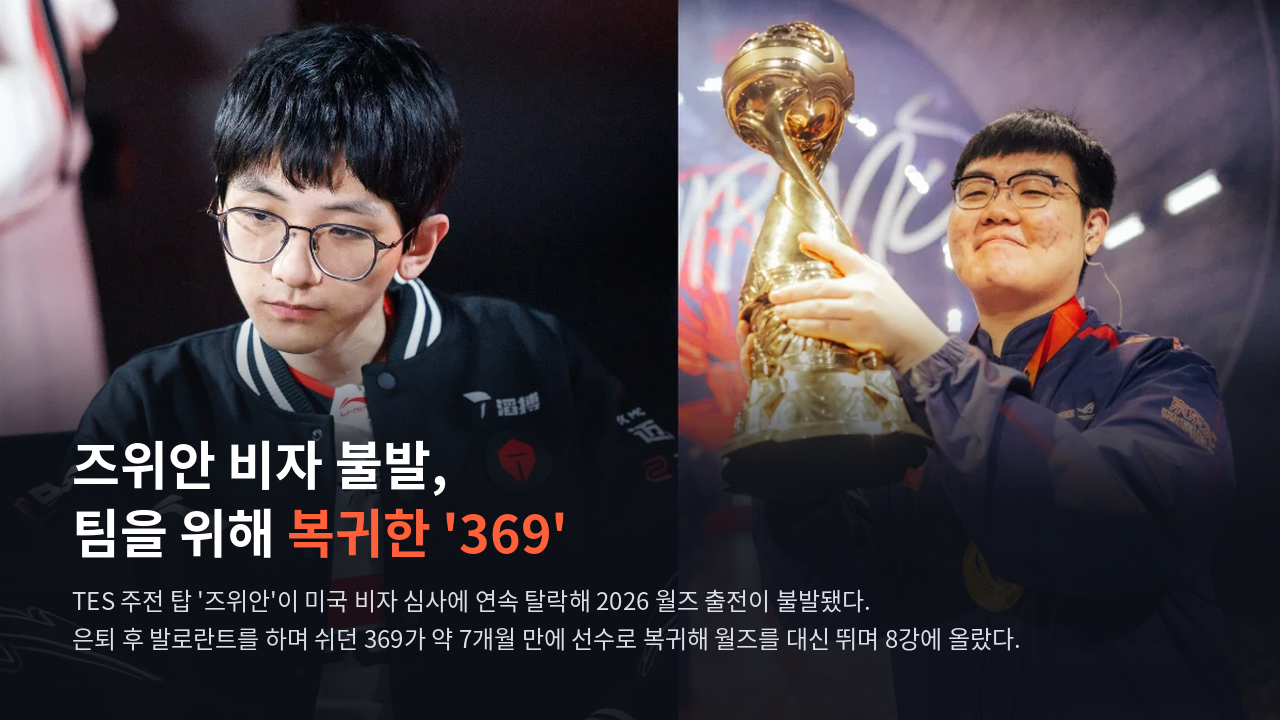 滔搏
즈위안 비자 불발,
팀을 위해 복귀한 '369'
TES 주전 탑 '즈위안'이 미국 비자 심사에 연속 탈락해 2026 월즈 출전이 불발됐다.
은퇴 후 발로란트를 하며 쉬던 369가 약 7개월 만에 선수로 복귀해 월즈를 대신 뛰며 8강에 올랐다.